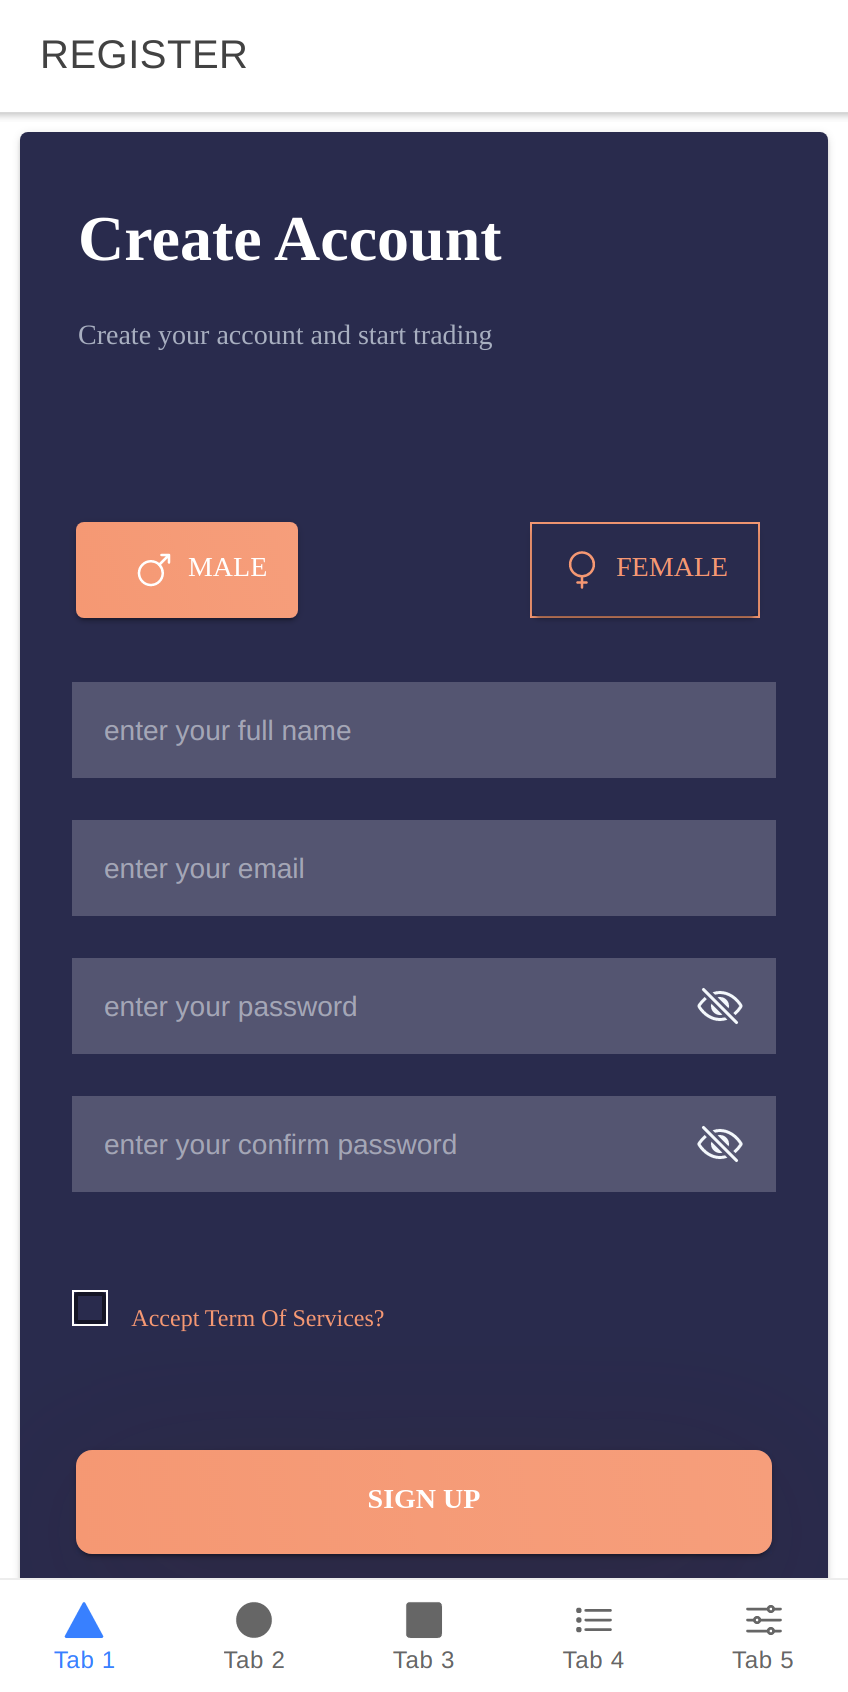 REGISTER
Create Account
Create your account and start trading
MALE
FEMALE
enter your full name
enter your email
enter your password
enter your confirm password
Accept Term Of Services?
SIGN UP
Tab 1
Tab 2
Tab 3
Tab 4
Tab 5